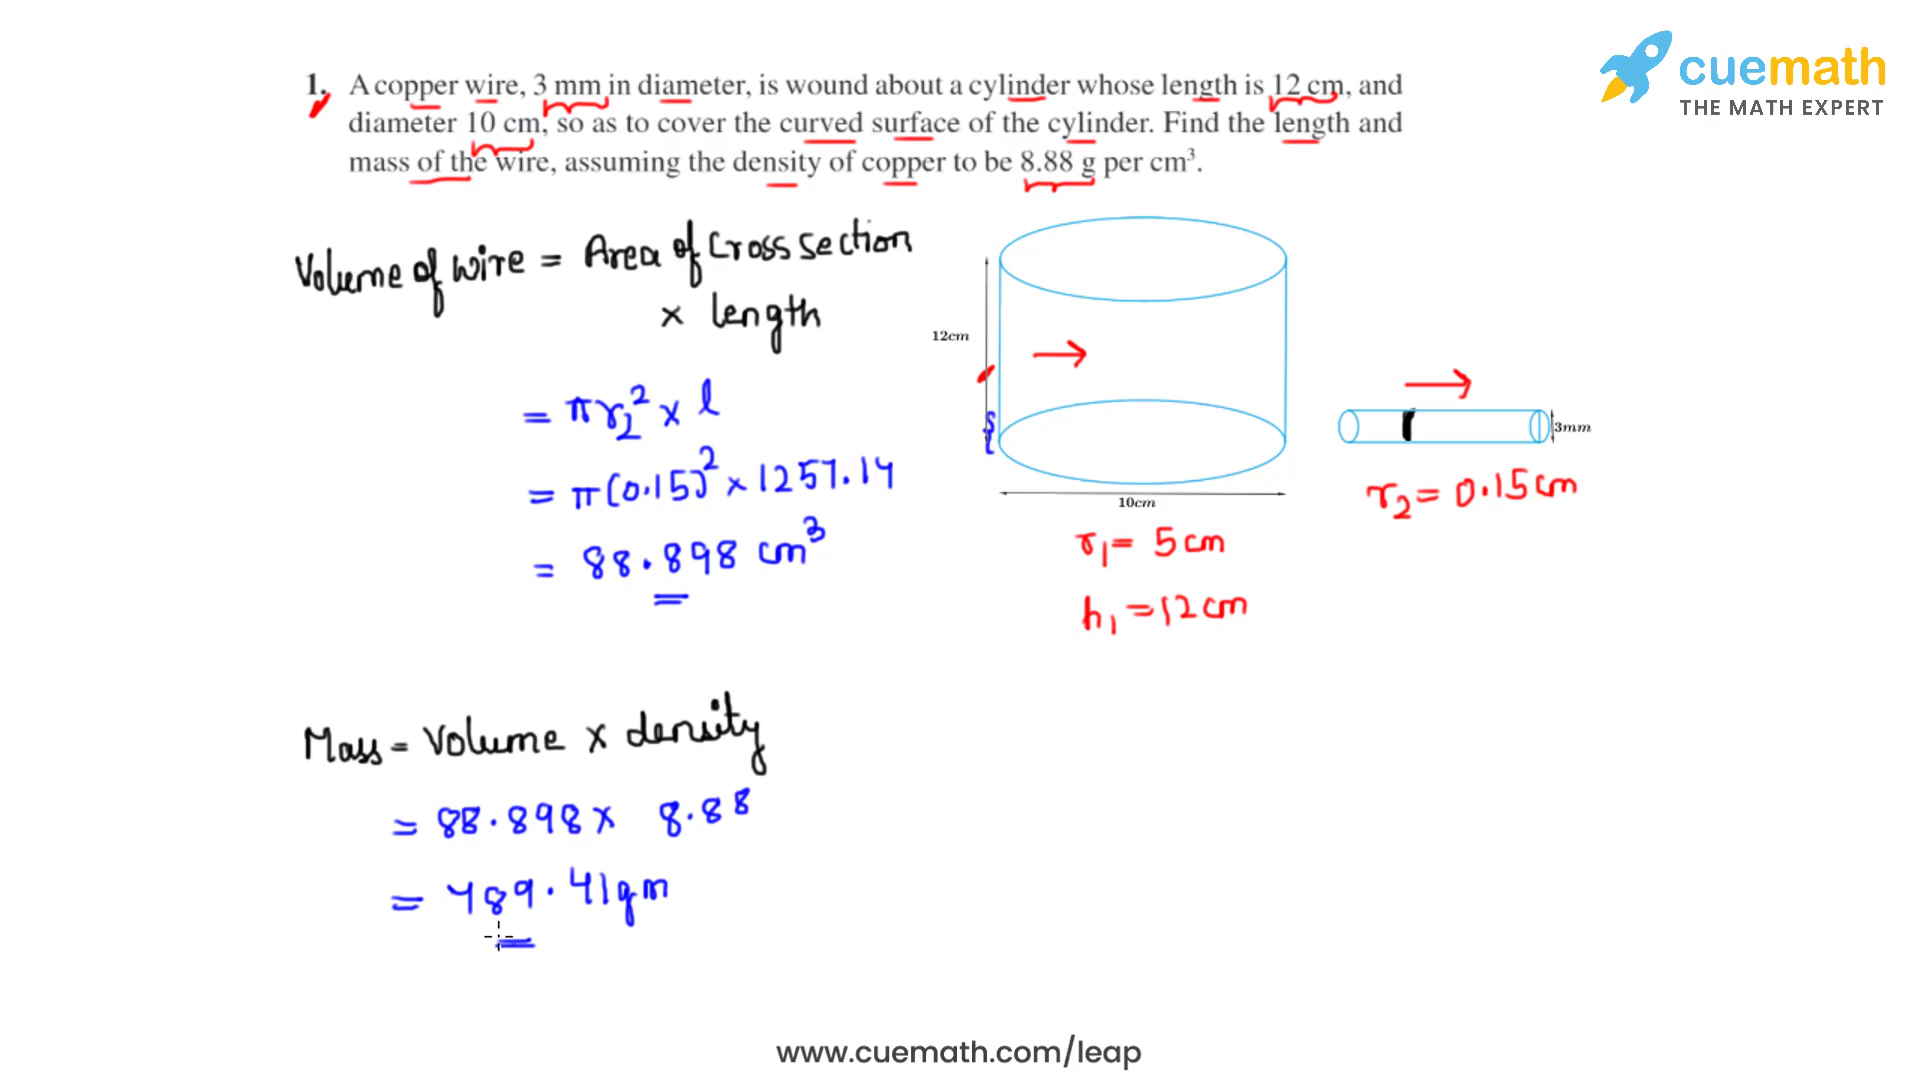 cuemath
THE MATH EXPERT
1. A copper wire, 3 mm in diameter, is wound about a cylinder whose length is 12 cm, and
diameter 10 cm, so as to cover the curved surface of the cylinder. Find the length and
mass of the wire, assuming the density of copper to be 8.88 g per cm³.
Volume of wire = Area of Cross section
× length
= πr₂² × l
= π(0.15)² × 1257.14
= 88.898 cm³
12cm
10cm
3mm
r₂ = 0.15cm
r₁ = 5cm
h₁ = 12cm
Mass = Volume × density
= 88.898 × 8.88
= 789.41gm
www.cuemath.com/leap